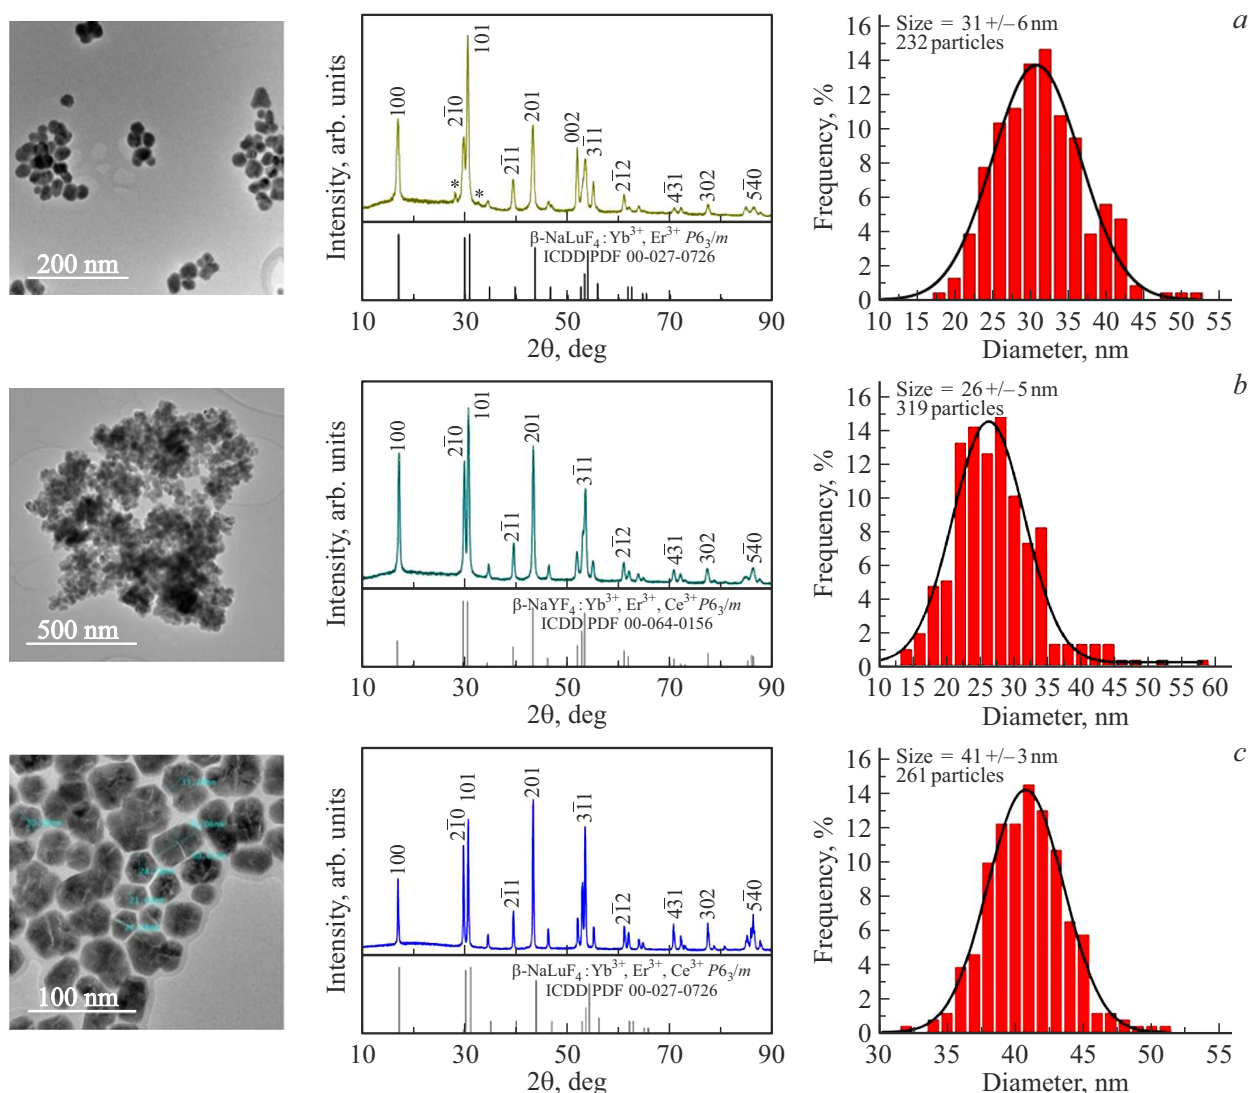 a
200 nm
Intensity, arb. units
100
2̅10
101
*
*
2̅11
201
002
3̅11
2̅12
4̅31
302
5̅40
β-NaLuF₄ : Yb³⁺, Er³⁺ P6₃/m
ICDD PDF 00-027-0726
10 30 50 70 90
2θ, deg
Size = 31 +/– 6 nm
232 particles
Frequency, %
16
14
12
10
8
6
4
2
0
10 15 20 25 30 35 40 45 50 55
Diameter, nm
b
500 nm
Intensity, arb. units
100
2̅10
101
2̅11
201
3̅11
2̅12
4̅31
302
5̅40
β-NaYF₄ : Yb³⁺, Er³⁺, Ce³⁺ P6₃/m
ICDD PDF 00-064-0156
10 30 50 70 90
2θ, deg
Size = 26 +/– 5 nm
319 particles
Frequency, %
16
14
12
10
8
6
4
2
0
10 15 20 25 30 35 40 45 50 55 60
Diameter, nm
c
100 nm
Intensity, arb. units
100
2̅10
101
2̅11
201
3̅11
2̅12
4̅31
302
5̅40
β-NaLuF₄ : Yb³⁺, Er³⁺, Ce³⁺ P6₃/m
ICDD PDF 00-027-0726
10 30 50 70 90
2θ, deg
Size = 41 +/– 3 nm
261 particles
Frequency, %
14
12
10
8
6
4
2
0
30 35 40 45 50 55
Diameter, nm